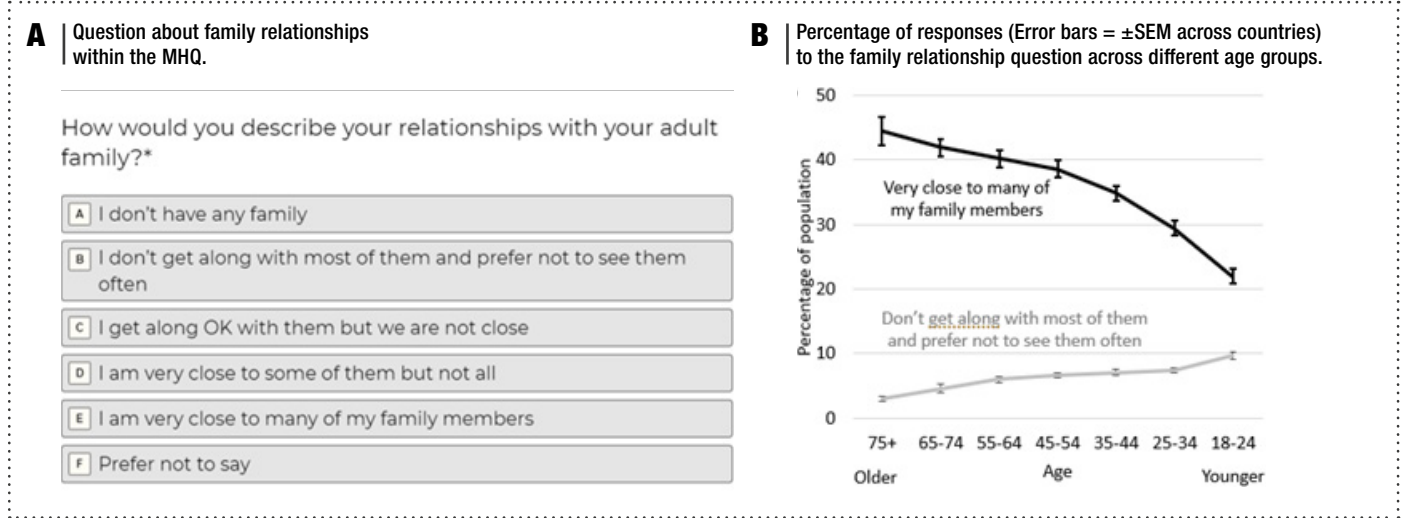 A
Question about family relationships
within the MHQ.
How would you describe your relationships with your adult
family?*
A I don't have any family
B I don't get along with most of them and prefer not to see them
often
C I get along OK with them but we are not close
D I am very close to some of them but not all
E I am very close to many of my family members
F Prefer not to say
B
Percentage of responses (Error bars = ±SEM across countries)
to the family relationship question across different age groups.
Percentage of population
50
40
30
20
10
0
Very close to many of
my family members
Don't get along with most of them
and prefer not to see them often
75+ 65-74 55-64 45-54 35-44 25-34 18-24
Older Age Younger